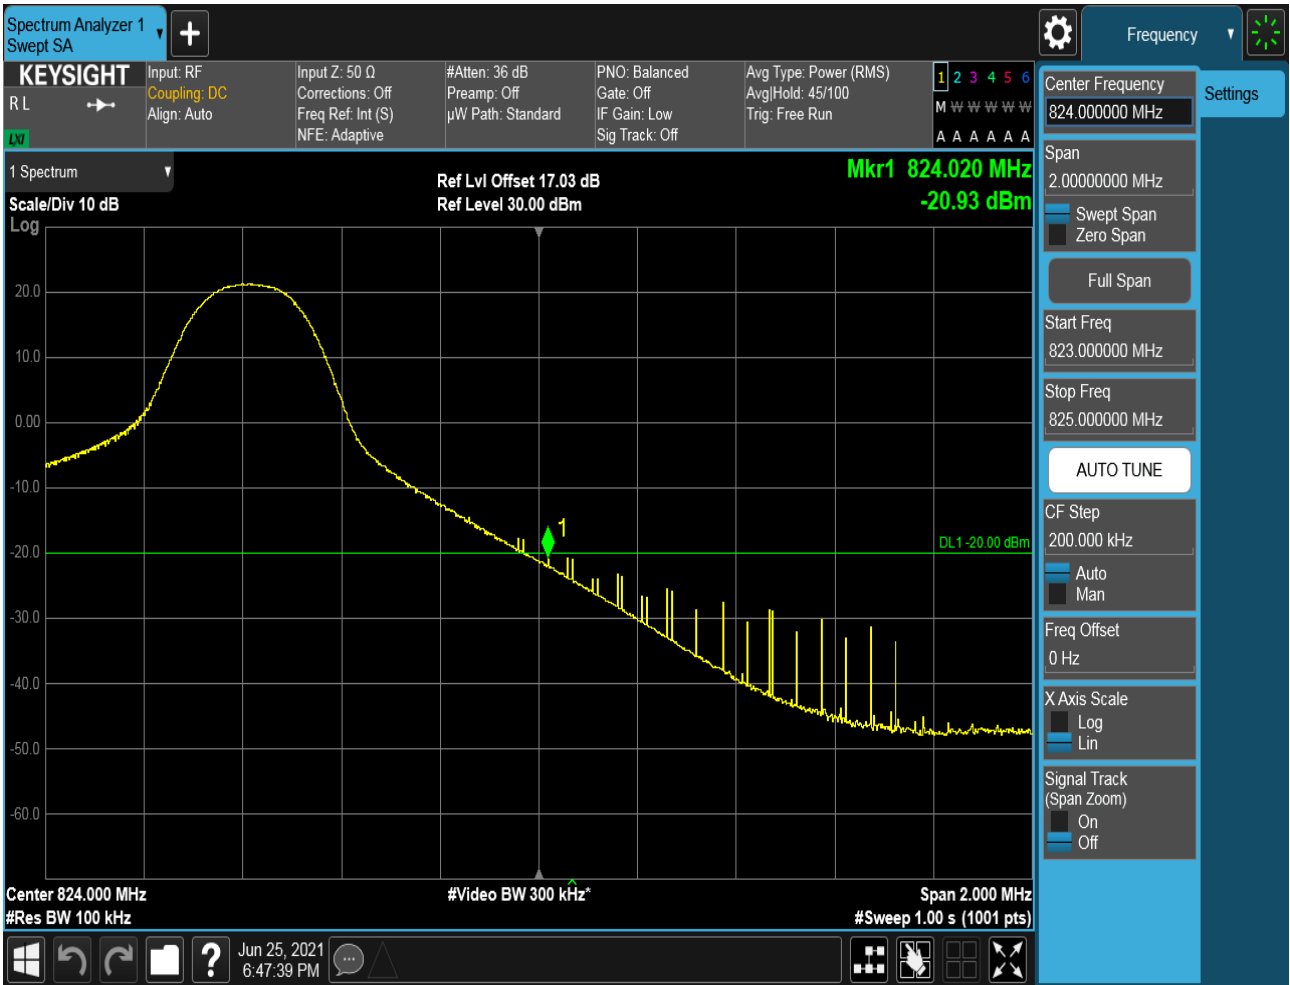 Spectrum Analyzer 1
Swept SA
Frequency
KEYSIGHT
R L
LXI
Input: RF
Coupling: DC
Align: Auto
Input Z: 50 Ω
Corrections: Off
Freq Ref: Int (S)
NFE: Adaptive
#Atten: 36 dB
Preamp: Off
µW Path: Standard
PNO: Balanced
Gate: Off
IF Gain: Low
Sig Track: Off
Avg Type: Power (RMS)
Avg|Hold: 45/100
Trig: Free Run
1 2 3 4 5 6
M W W W W W
A A A A A A
1 Spectrum
Scale/Div 10 dB
Log
Ref Lvl Offset 17.03 dB
Ref Level 30.00 dBm
Mkr1 824.020 MHz
-20.93 dBm
20.0
10.0
0.00
-10.0
-20.0
-30.0
-40.0
-50.0
-60.0
1
DL1 -20.00 dBm
Center 824.000 MHz
#Res BW 100 kHz
#Video BW 300 kHz*
Span 2.000 MHz
#Sweep 1.00 s (1001 pts)
Center Frequency
824.000000 MHz
Settings
Span
2.00000000 MHz
Swept Span
Zero Span
Full Span
Start Freq
823.000000 MHz
Stop Freq
825.000000 MHz
AUTO TUNE
CF Step
200.000 kHz
Auto
Man
Freq Offset
0 Hz
X Axis Scale
Log
Lin
Signal Track
(Span Zoom)
On
Off
?
Jun 25, 2021
6:47:39 PM